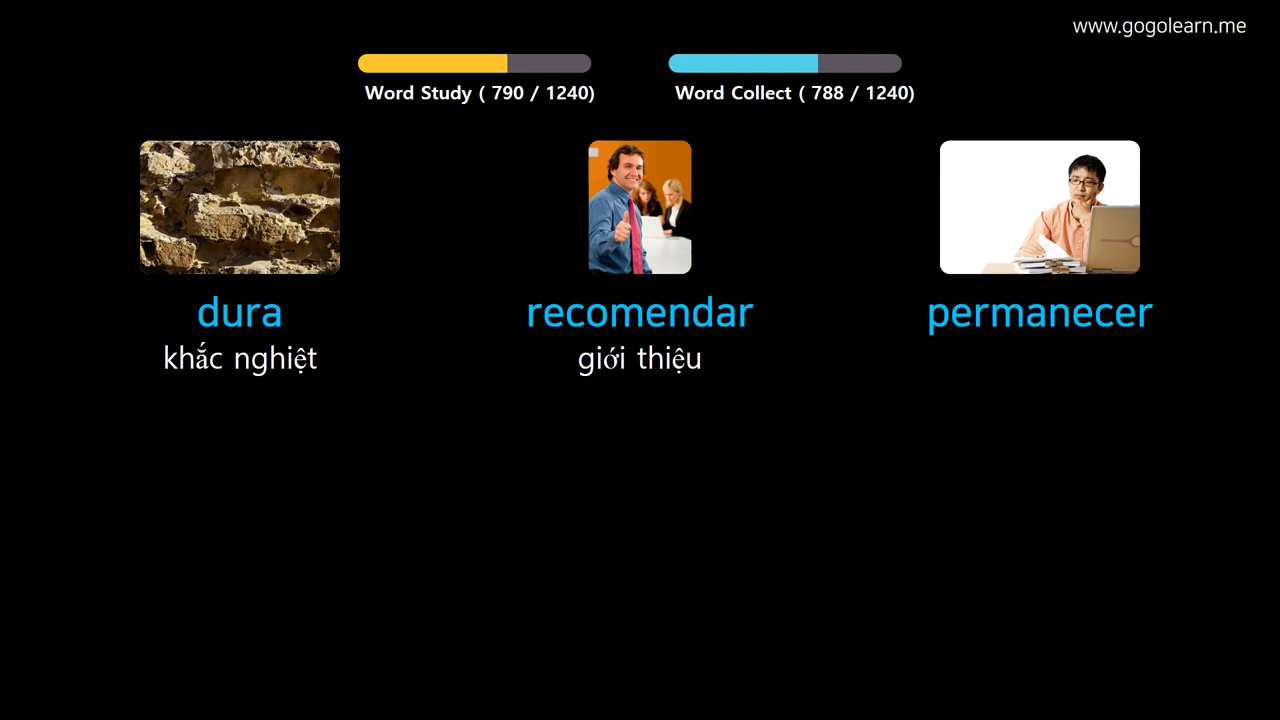 www.gogolearn.me
Word Study ( 790 / 1240)
Word Collect ( 788 / 1240)
dura
recomendar
permanecer
khắc nghiệt
giới thiệu